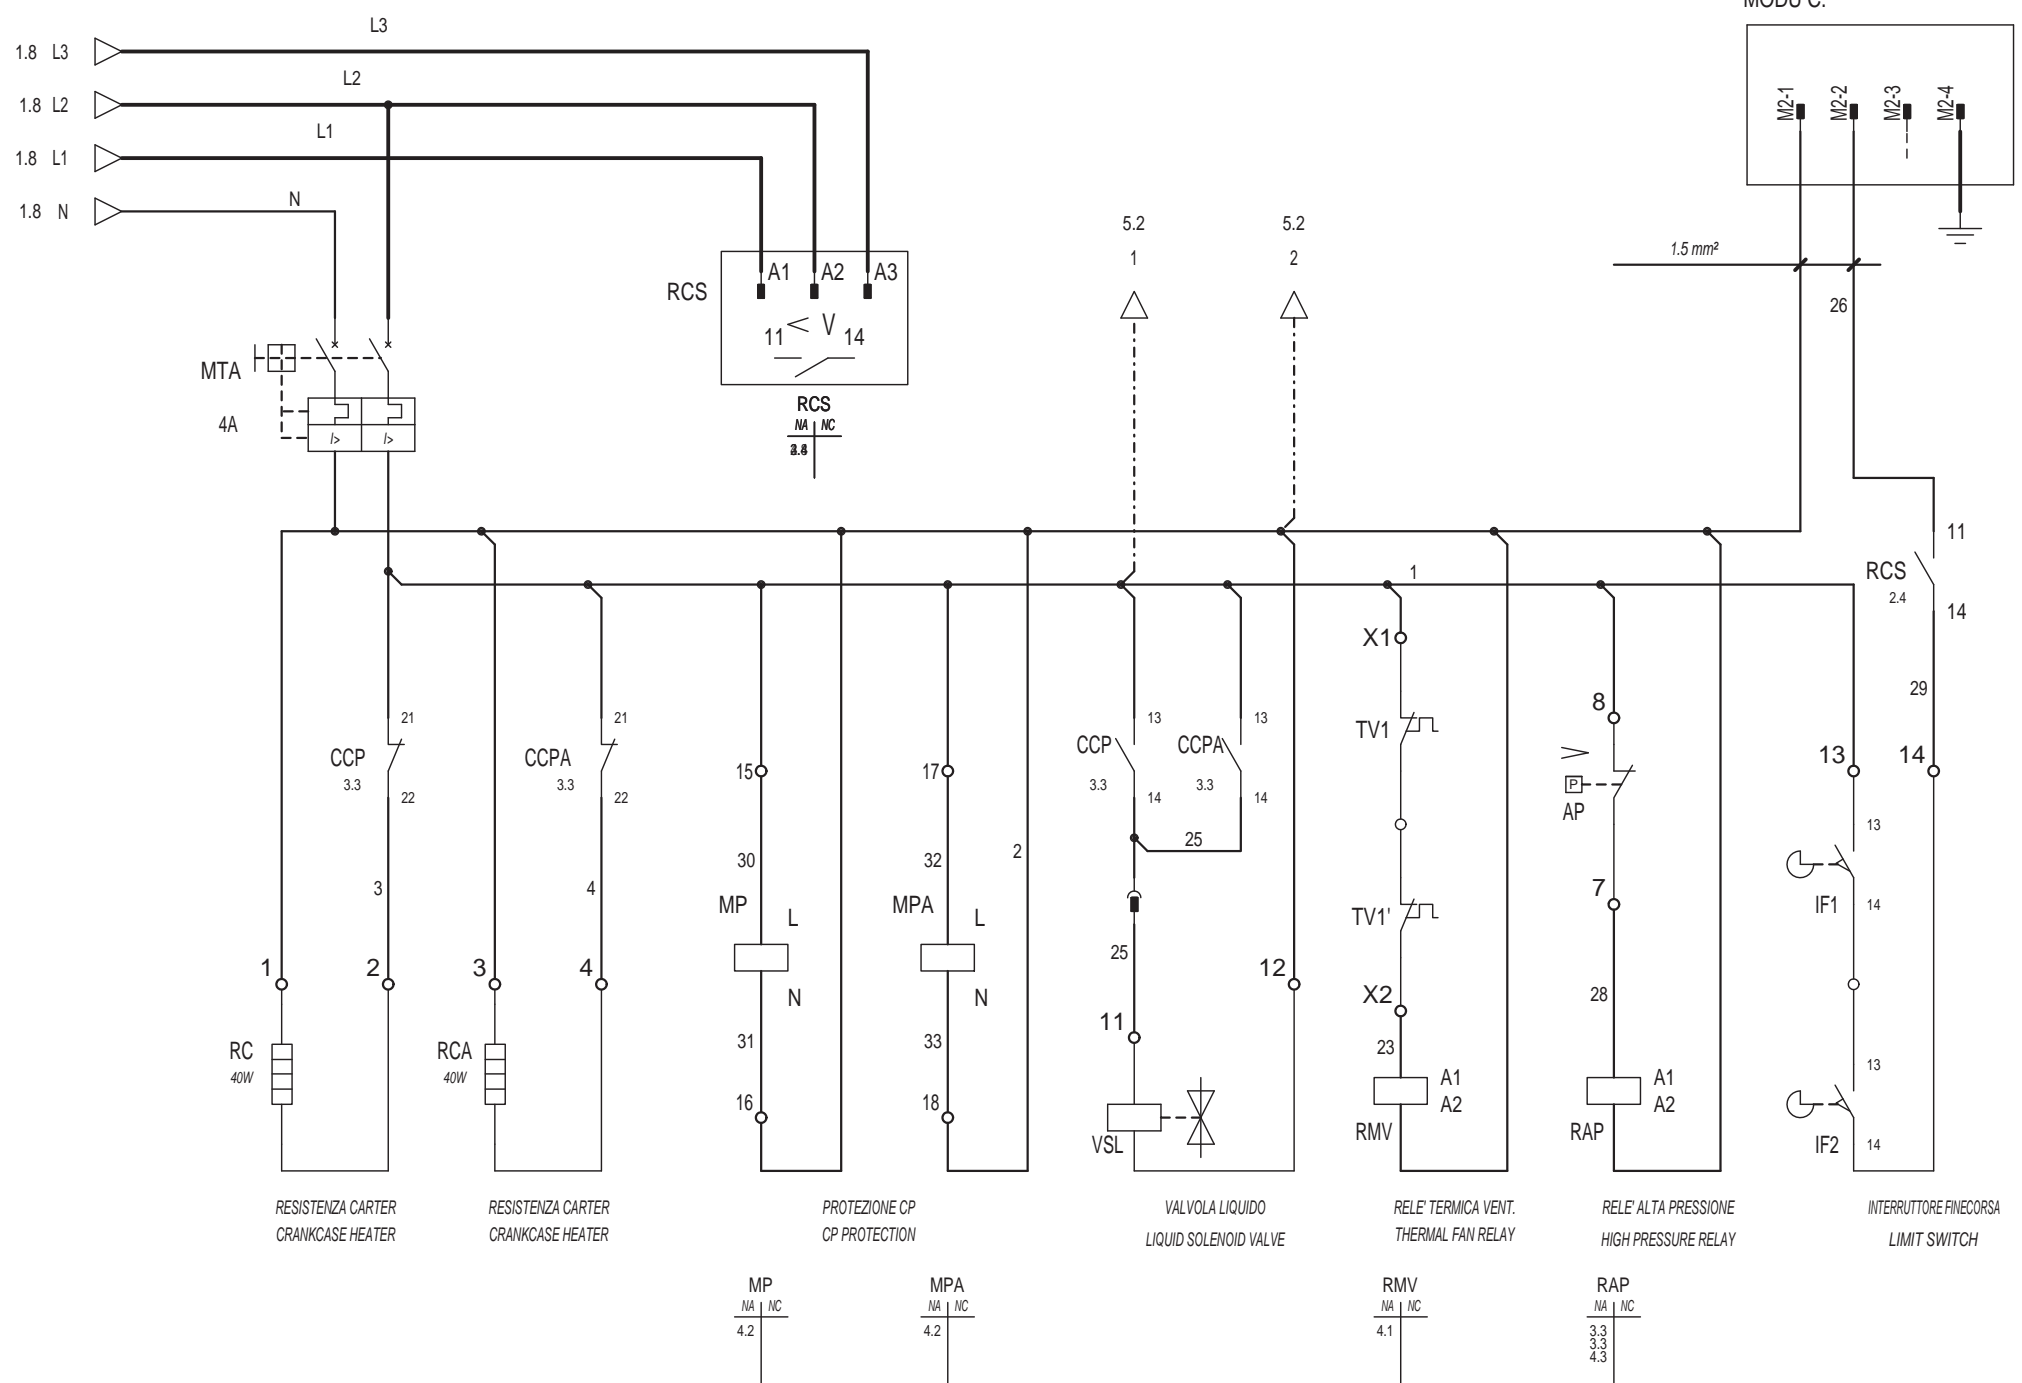 L3
1.8 L3
L2
1.8 L2
L1
1.8 L1
N
1.8 N
M2-1
M2-2
M2-3
M2-4
5.2
1
5.2
2
1.5 mm²
26
RCS
A1
A2
A3
< V
11
14
MTA
4A
I>
I>
RCS
NA NC
11
RCS
2.4
14
29
1
X1
21
CCP
3.3
22
3
21
CCPA
3.3
22
4
15
30
MP
L
N
31
16
17
32
MPA
L
N
33
18
2
13
CCP
3.3
14
13
CCPA
3.3
14
25
25
11
VSL
12
TV1
TV1'
X2
23
A1
A2
RMV
8
>
P
AP
7
28
A1
A2
RAP
13
14
13
IF1
14
13
IF2
14
1
2
3
4
RC
40W
RCA
40W
RESISTENZA CARTER
CRANKCASE HEATER
RESISTENZA CARTER
CRANKCASE HEATER
PROTEZIONE CP
CP PROTECTION
VALVOLA LIQUIDO
LIQUID SOLENOID VALVE
RELE' TERMICA VENT.
THERMAL FAN RELAY
RELE' ALTA PRESSIONE
HIGH PRESSURE RELAY
INTERRUTTORE FINECORSA
LIMIT SWITCH
MP
NA NC
4.2
MPA
NA NC
4.2
RMV
NA NC
4.1
RAP
NA NC
3.3
3.3
4.3